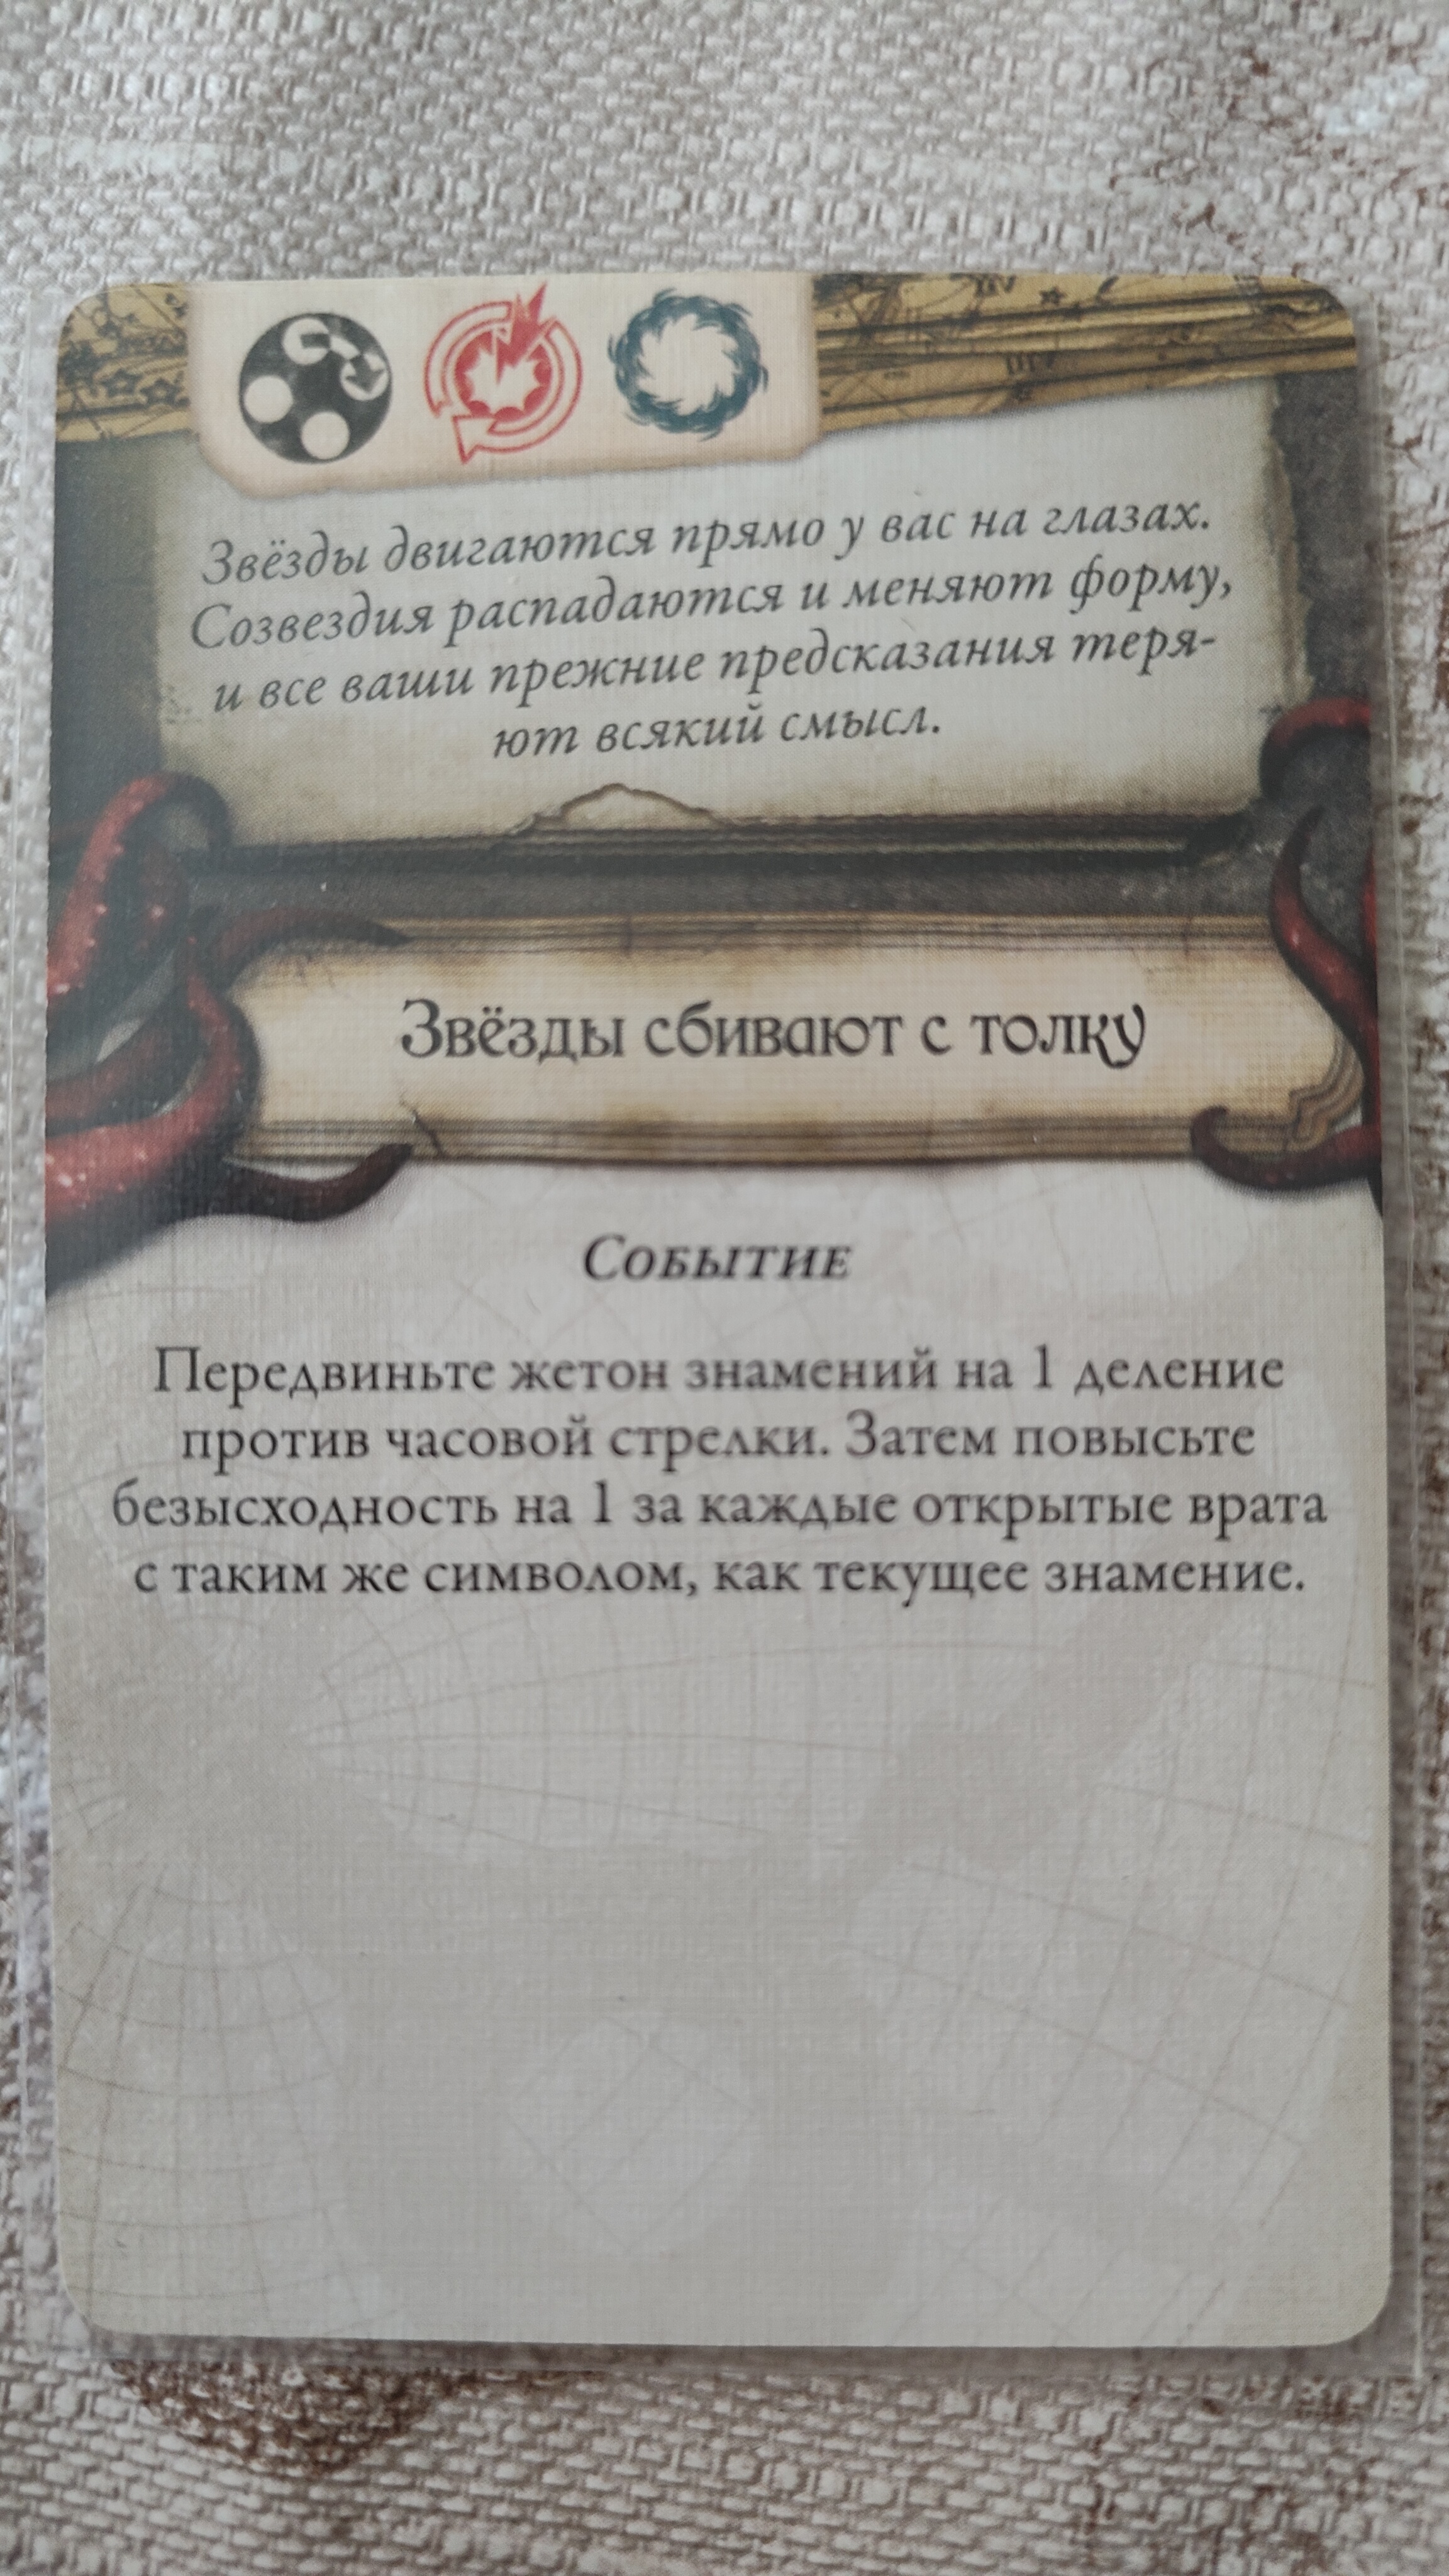 Звёзды двигаются прямо у вас на глазах.
Созвездия распадаются и меняют форму,
и все ваши прежние предсказания теря-
ют всякий смысл.
Звёзды сбивают с толку
Событие
Передвиньте жетон знамений на 1 деление
против часовой стрелки. Затем повысьте
безысходность на 1 за каждые открытые врата
с таким же символом, как текущее знамение.